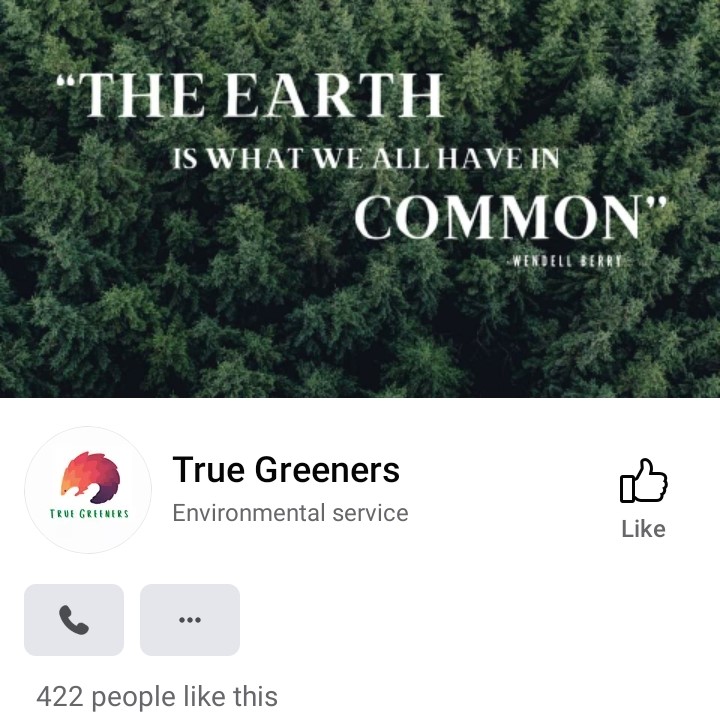 “THE EARTH
IS WHAT WE ALL HAVE IN
COMMON”
-WENDELL BERRY
True Greeners
TRUE GREENERS
Environmental service
Like
422 people like this